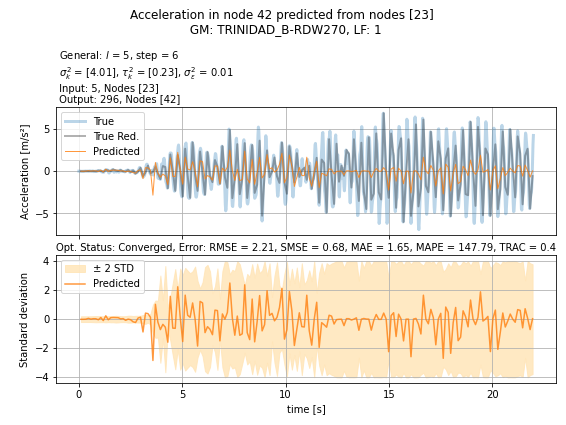 Acceleration in node 42 predicted from nodes [23]
GM: TRINIDAD_B-RDW270, LF: 1
General: l = 5, step = 6
σ²ₖ = [4.01], τ²ₖ = [0.23], σ²ε = 0.01
Input: 5, Nodes [23]
Output: 296, Nodes [42]
True
True Red.
Predicted
Acceleration [m/s²]
5
0
−5
Opt. Status: Converged, Error: RMSE = 2.21, SMSE = 0.68, MAE = 1.65, MAPE = 147.79, TRAC = 0.4
± 2 STD
Predicted
Standard deviation
4
2
0
−2
−4
0 5 10 15 20
time [s]